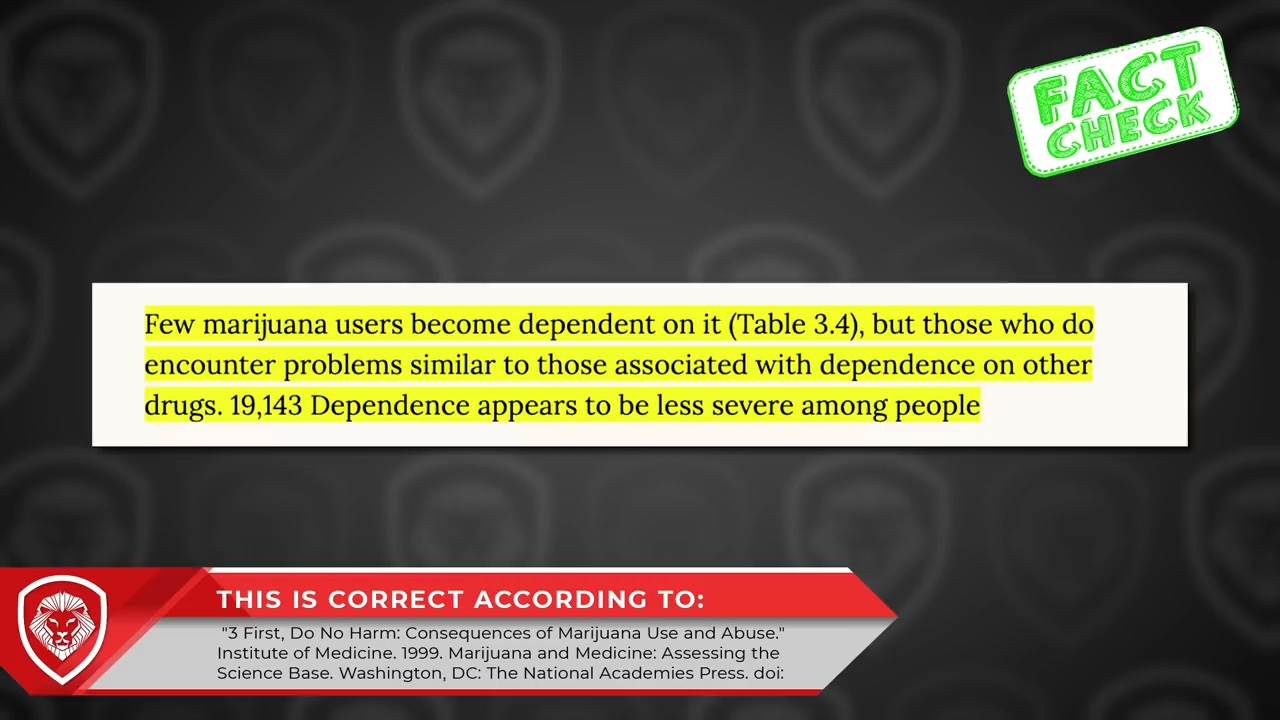 FACT
CHECK
Few marijuana users become dependent on it (Table 3.4), but those who do
encounter problems similar to those associated with dependence on other
drugs. 19,143 Dependence appears to be less severe among people
THIS IS CORRECT ACCORDING TO:
"3 First, Do No Harm: Consequences of Marijuana Use and Abuse."
Institute of Medicine. 1999. Marijuana and Medicine: Assessing the
Science Base. Washington, DC: The National Academies Press. doi: